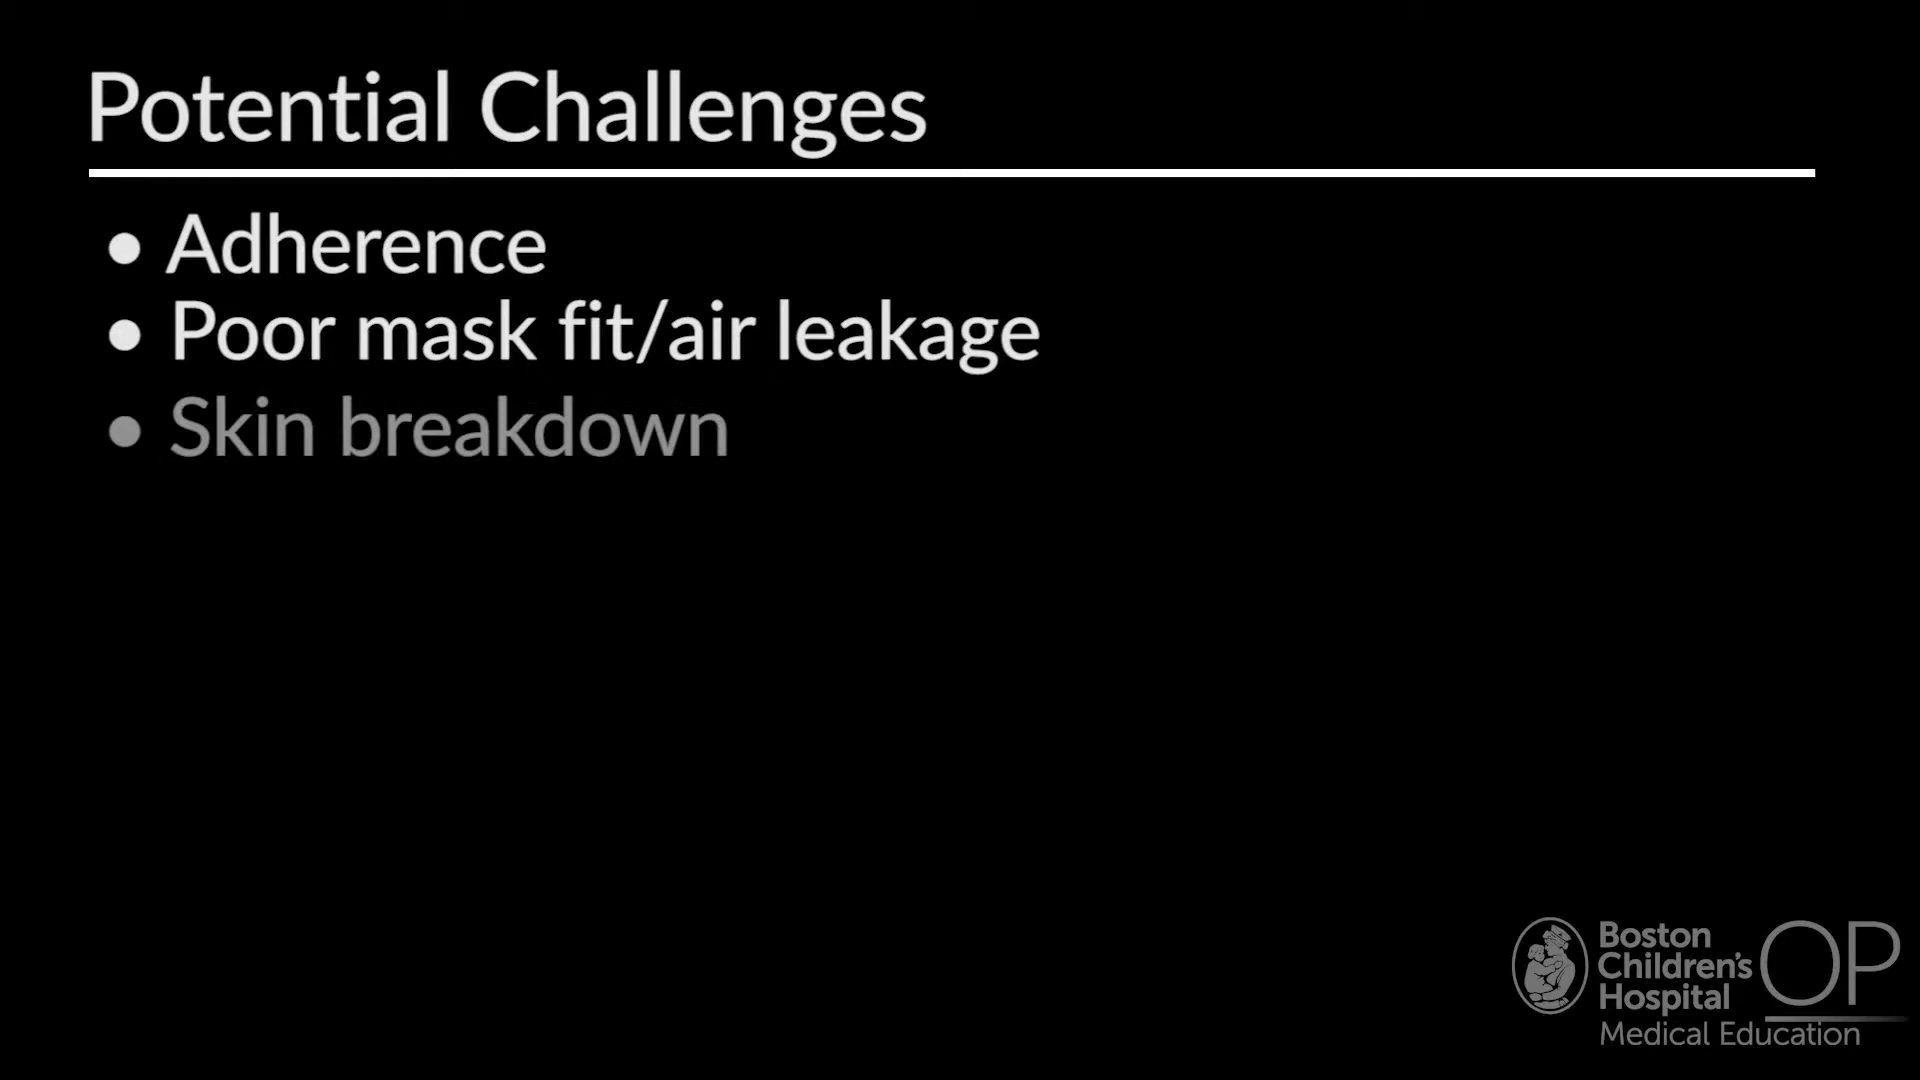 Potential Challenges
• Adherence
• Poor mask fit/air leakage
• Skin breakdown
Boston
Children's
Hospital
OP
Medical Education